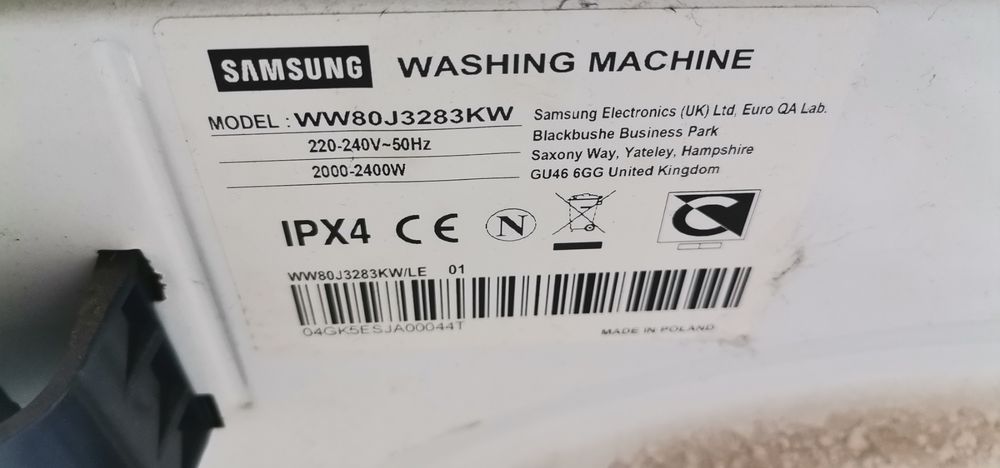 SAMSUNG WASHING MACHINE
MODEL : WW80J3283KW
220-240V~50Hz
2000-2400W
Samsung Electronics (UK) Ltd, Euro QA Lab.
Blackbushe Business Park
Saxony Way, Yateley, Hampshire
GU46 6GG United Kingdom
IPX4 CE N
WW80J3283KW/LE 01
04GK5ESJA00044T
MADE IN POLAND